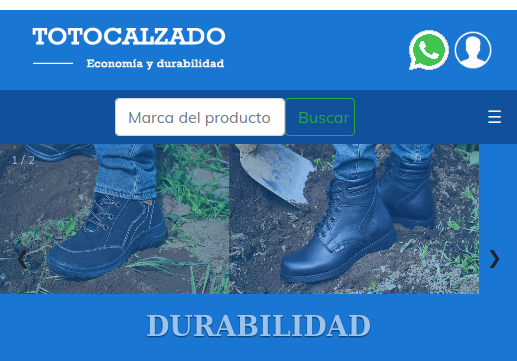 TOTOCALZADO
Economía y durabilidad
Marca del producto
Buscar
1 / 2
DURABILIDAD